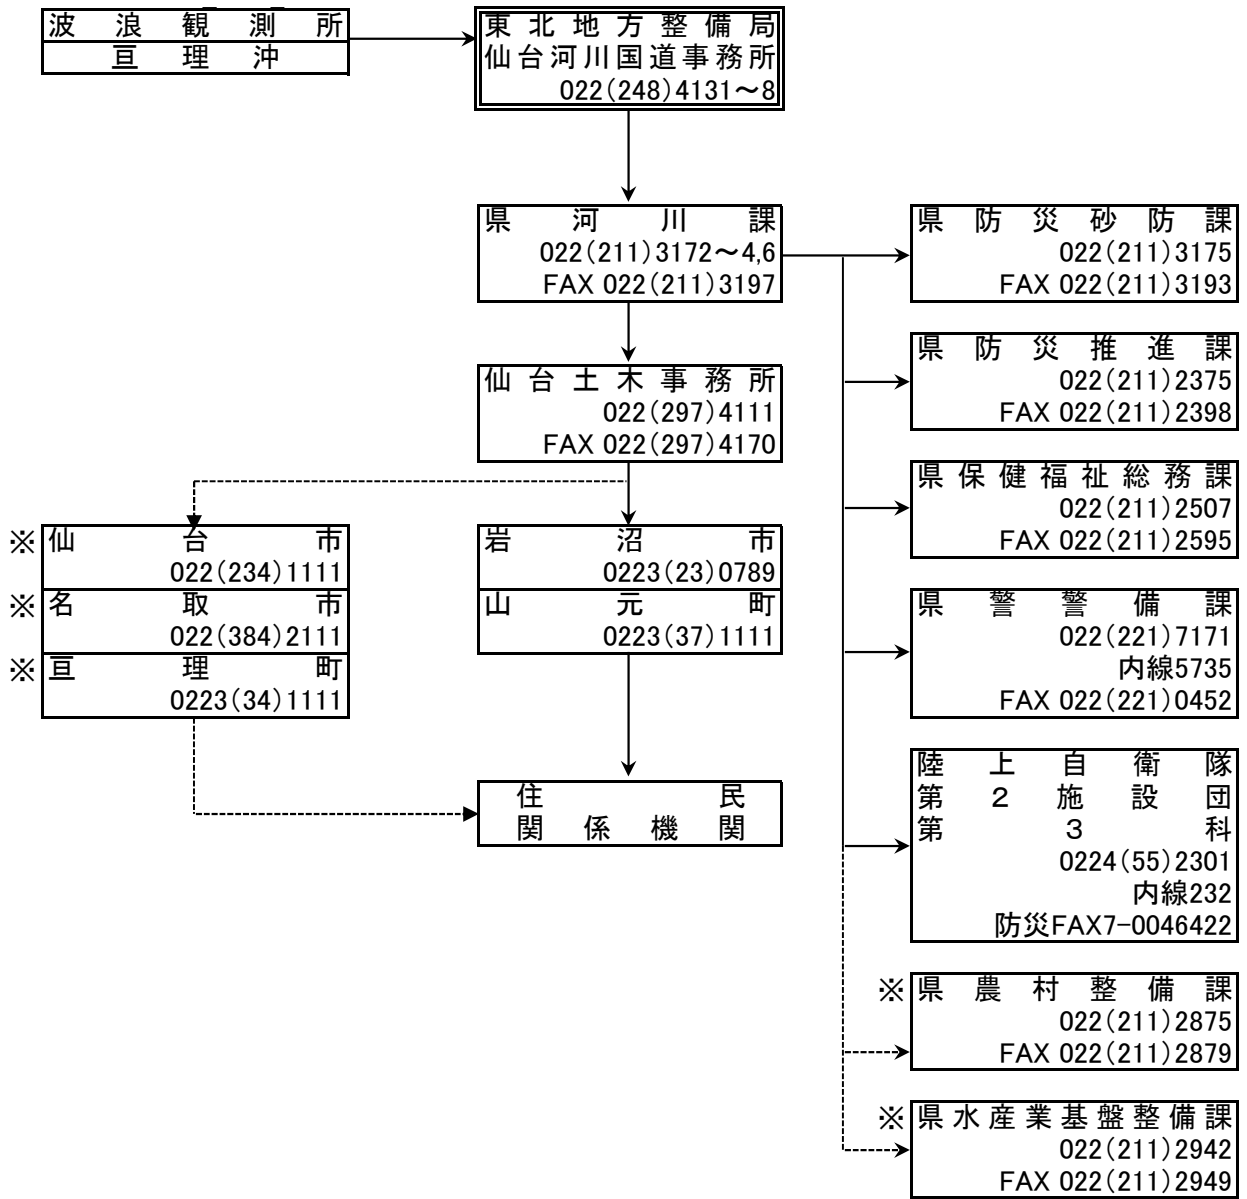 波浪観測所
亘理沖
東北地方整備局
仙台河川国道事務所
022(248)4131～8
県河川課
022(211)3172～4,6
FAX 022(211)3197
県防災砂防課
022(211)3175
FAX 022(211)3193
県防災推進課
022(211)2375
FAX 022(211)2398
仙台土木事務所
022(297)4111
FAX 022(297)4170
県保健福祉総務課
022(211)2507
FAX 022(211)2595
※仙台市
022(234)1111
※名取市
022(384)2111
※亘理町
0223(34)1111
岩沼市
0223(23)0789
山元町
0223(37)1111
県警警備課
022(221)7171
内線5735
FAX 022(221)0452
住民
関係機関
陸上自衛隊
第2施設団
第3科
0224(55)2301
内線232
防災FAX7-0046422
※県農村整備課
022(211)2875
FAX 022(211)2879
※県水産業基盤整備課
022(211)2942
FAX 022(211)2949